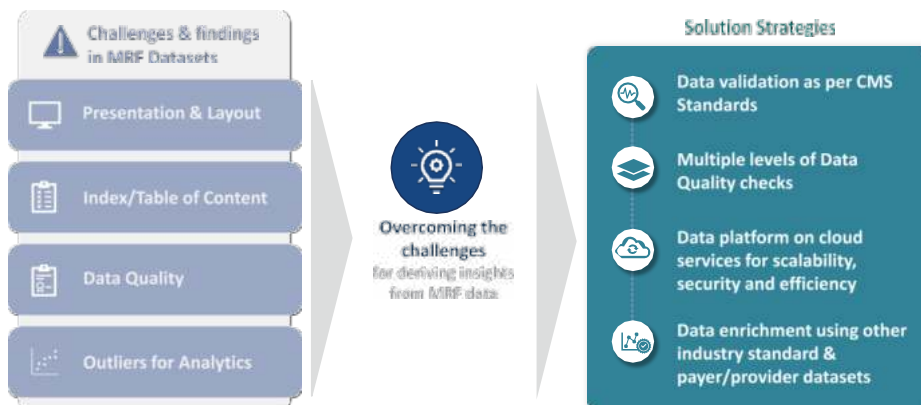 Challenges & findings
in MRF Datasets
Presentation & Layout
Index/Table of Content
Data Quality
Outliers for Analytics
Overcoming the
challenges
for deriving insights
from MRF data
Solution Strategies
Data validation as per CMS
Standards
Multiple levels of Data
Quality checks
Data platform on cloud
services for scalability,
security and efficiency
Data enrichment using other
industry standard &
payer/provider datasets